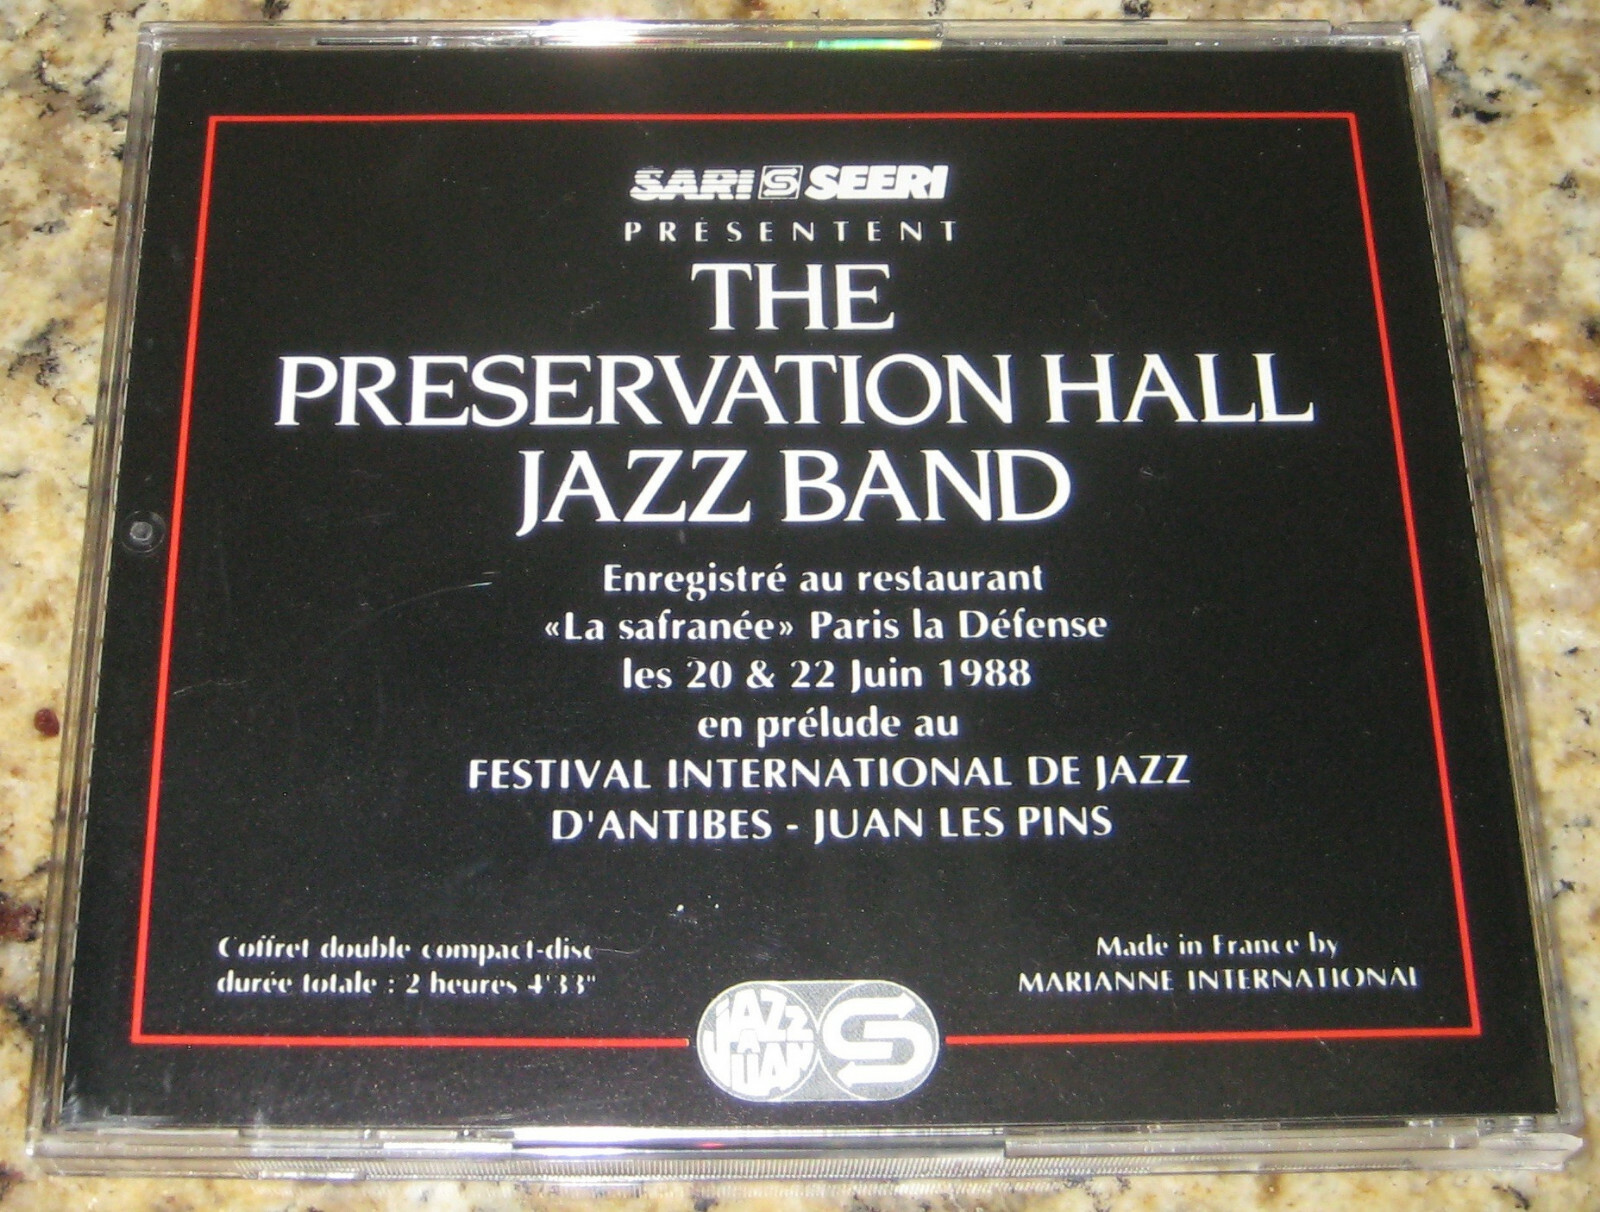 SARI S SEERI
PRÉSENTENT
THE
PRESERVATION HALL
JAZZ BAND
Enregistré au restaurant
«La safranée» Paris la Défense
les 20 & 22 Juin 1988
en prélude au
FESTIVAL INTERNATIONAL DE JAZZ
D'ANTIBES - JUAN LES PINS
Coffret double compact-disc
durée totale : 2 heures 4'33"
Made in France by
MARIANNE INTERNATIONAL
JAZZ
A
JUAN
S